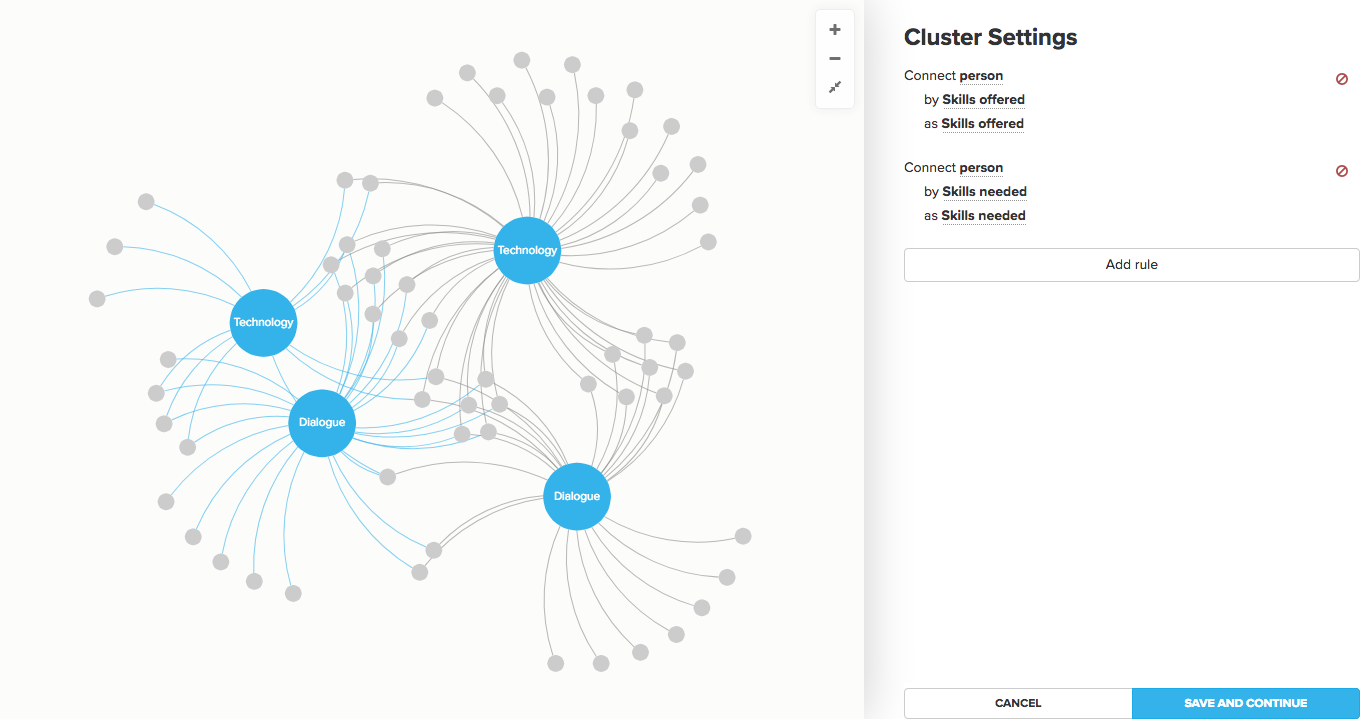 Technology
Technology
Dialogue
Dialogue
Cluster Settings
Connect person
by Skills offered
as Skills offered
Connect person
by Skills needed
as Skills needed
Add rule
CANCEL
SAVE AND CONTINUE